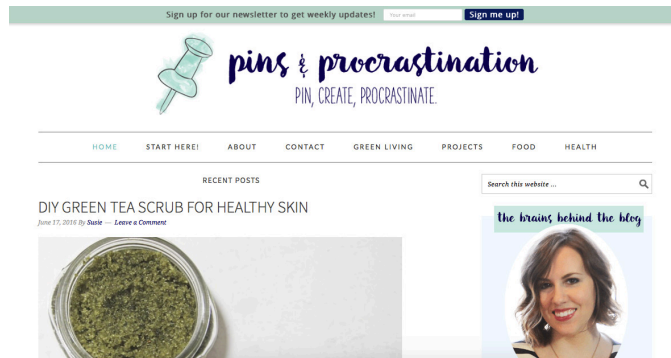 Sign up for our newsletter to get weekly updates! Your email Sign me up!
pins & procrastination
PIN, CREATE, PROCRASTINATE.
HOME START HERE! ABOUT CONTACT GREEN LIVING PROJECTS FOOD HEALTH
RECENT POSTS
Search this website ...
DIY GREEN TEA SCRUB FOR HEALTHY SKIN
June 17, 2016 By Susie — Leave a Comment
the brains behind the blog